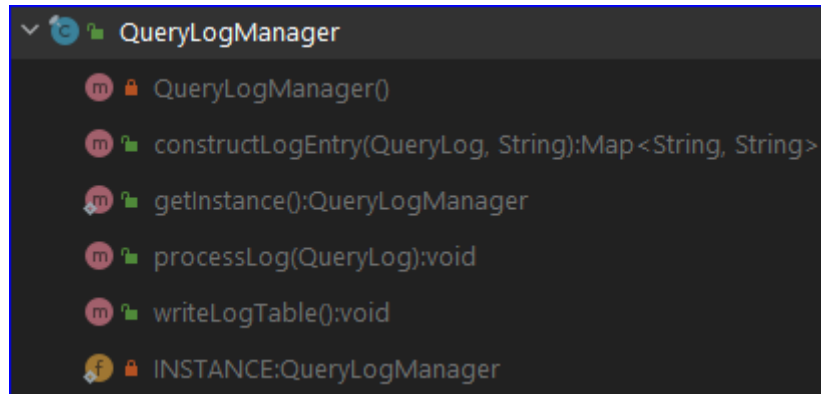 QueryLogManager
QueryLogManager()
constructLogEntry(QueryLog, String):Map<String, String>
getInstance():QueryLogManager
processLog(QueryLog):void
writeLogTable():void
INSTANCE:QueryLogManager